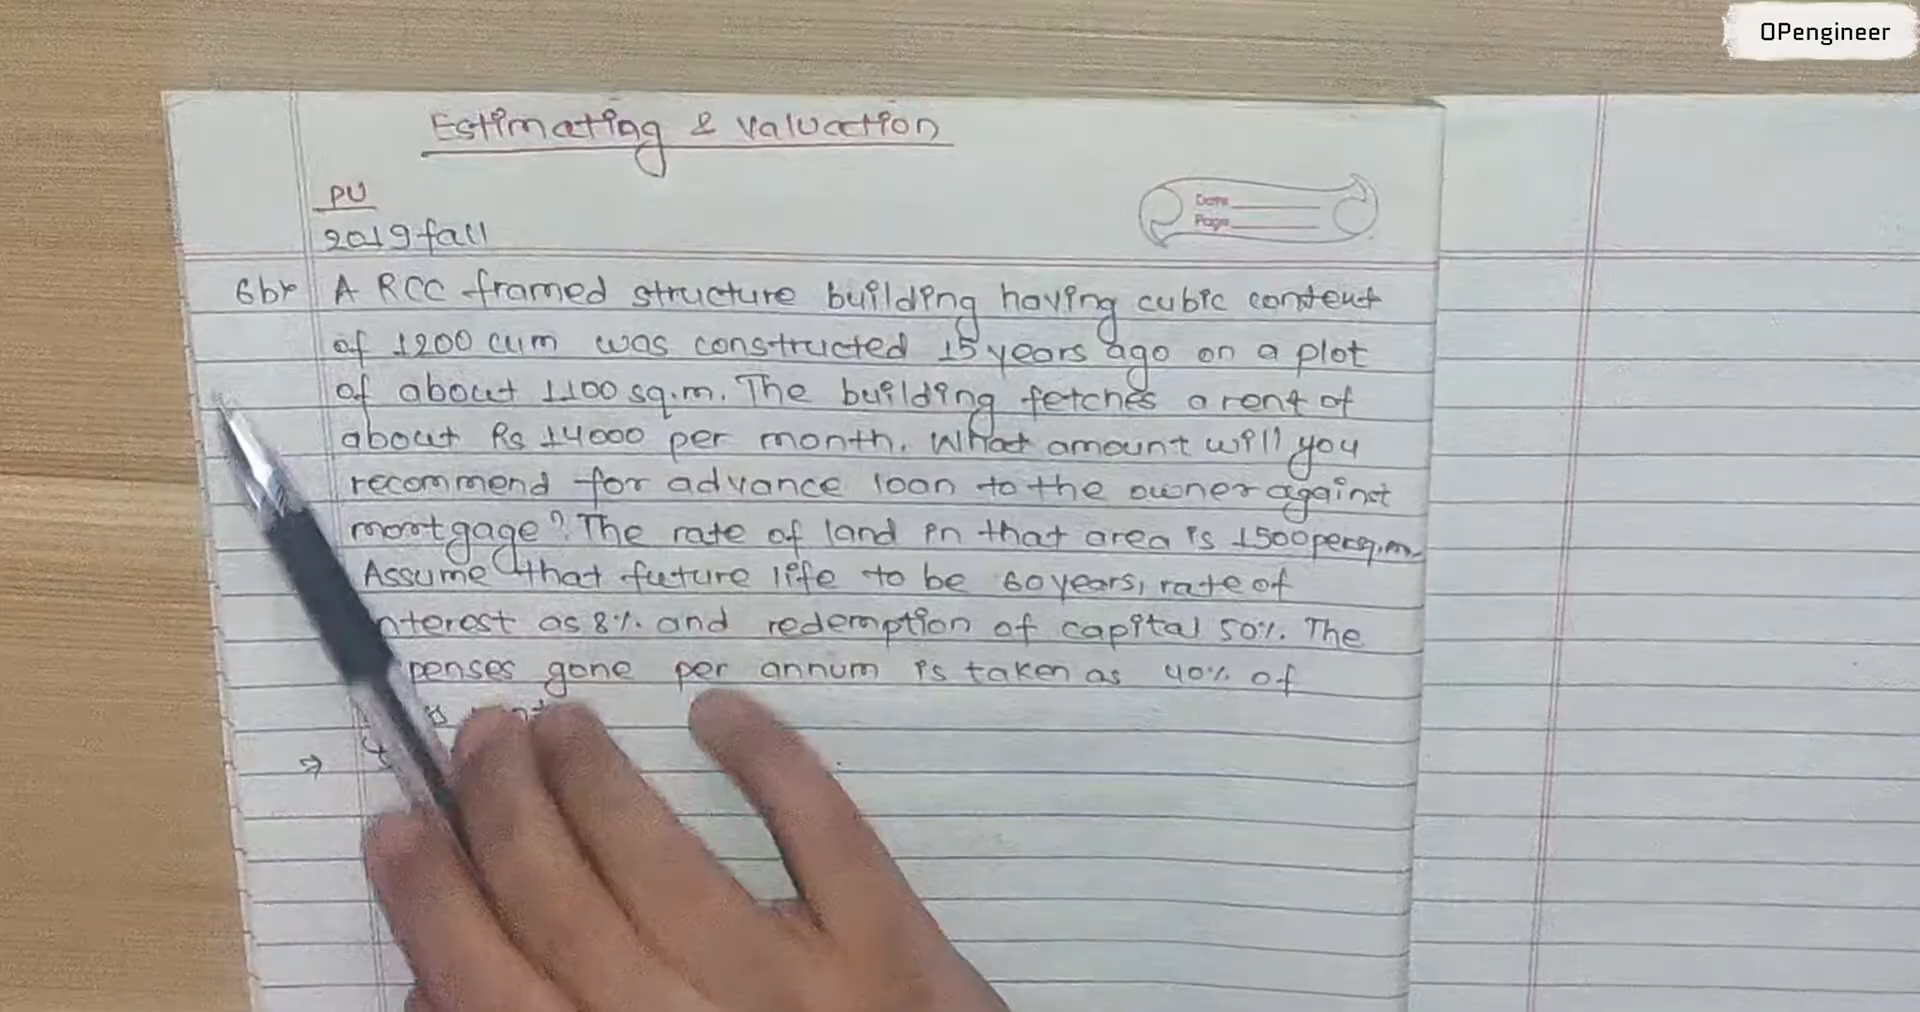 OPengineer
Estimating & valuation
PU
2019 fall
Date
Page
6b> A RCC framed structure building having cubic content
of 1200 cum was constructed 15 years ago on a plot
of about 1100 sq.m. The building fetches a rent of
about Rs 14000 per month. What amount will you
recommend for advance loan to the owner against
mortgage? The rate of land in that area is 1500 per sq.m.
Assume that future life to be 60 years, rate of
nterest as 8% and redemption of capital 50%. The
penses gone per annum is taken as 40% of
⇒